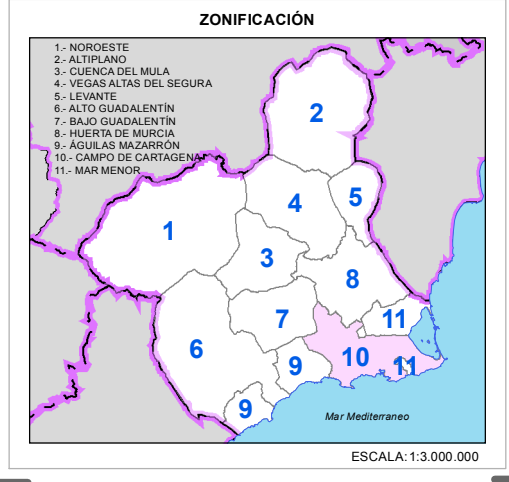 ZONIFICACIÓN
1.- NOROESTE
2.- ALTIPLANO
3.- CUENCA DEL MULA
4.- VEGAS ALTAS DEL SEGURA
5.- LEVANTE
6.- ALTO GUADALENTÍN
7.- BAJO GUADALENTÍN
8.- HUERTA DE MURCIA
9.- ÁGUILAS MAZARRÓN
10.- CAMPO DE CARTAGENA
11.- MAR MENOR
2
5
4
1
3
8
7
11
6
10
9
11
9
Mar Mediterraneo
ESCALA: 1:3.000.000